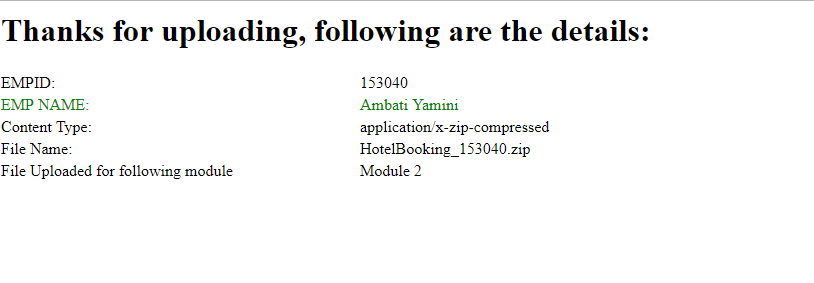 Thanks for uploading, following are the details:
EMPID: 153040
EMP NAME: Ambati Yamini
Content Type: application/x-zip-compressed
File Name: HotelBooking_153040.zip
File Uploaded for following module Module 2